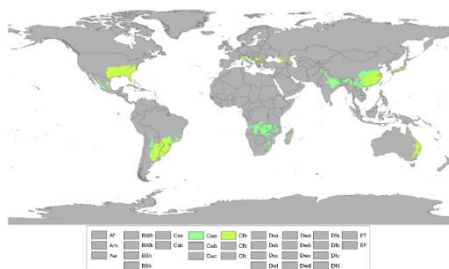 Af BWh Csa Cwa Cfa Dsa Dwa Dfa ET
Am BWk Csb Cwb Cfb Dsb Dwb Dfb EF
Aw BSh Cwc Cfc Dsc Dwc Dfc
BSk Dsd Dwd Dfd